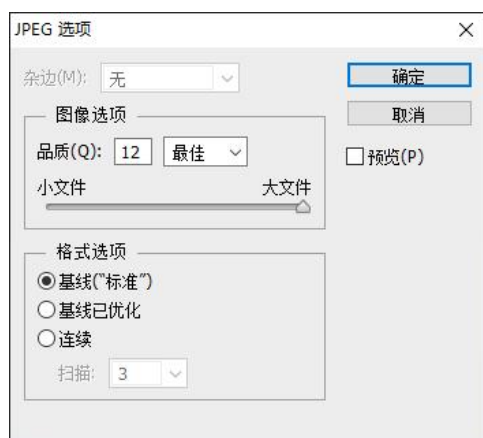 JPEG 选项
杂边(M): 无
确定
图像选项
取消
品质(Q): 12 最佳
预览(P)
小文件 大文件
格式选项
基线("标准")
基线已优化
连续
扫描: 3